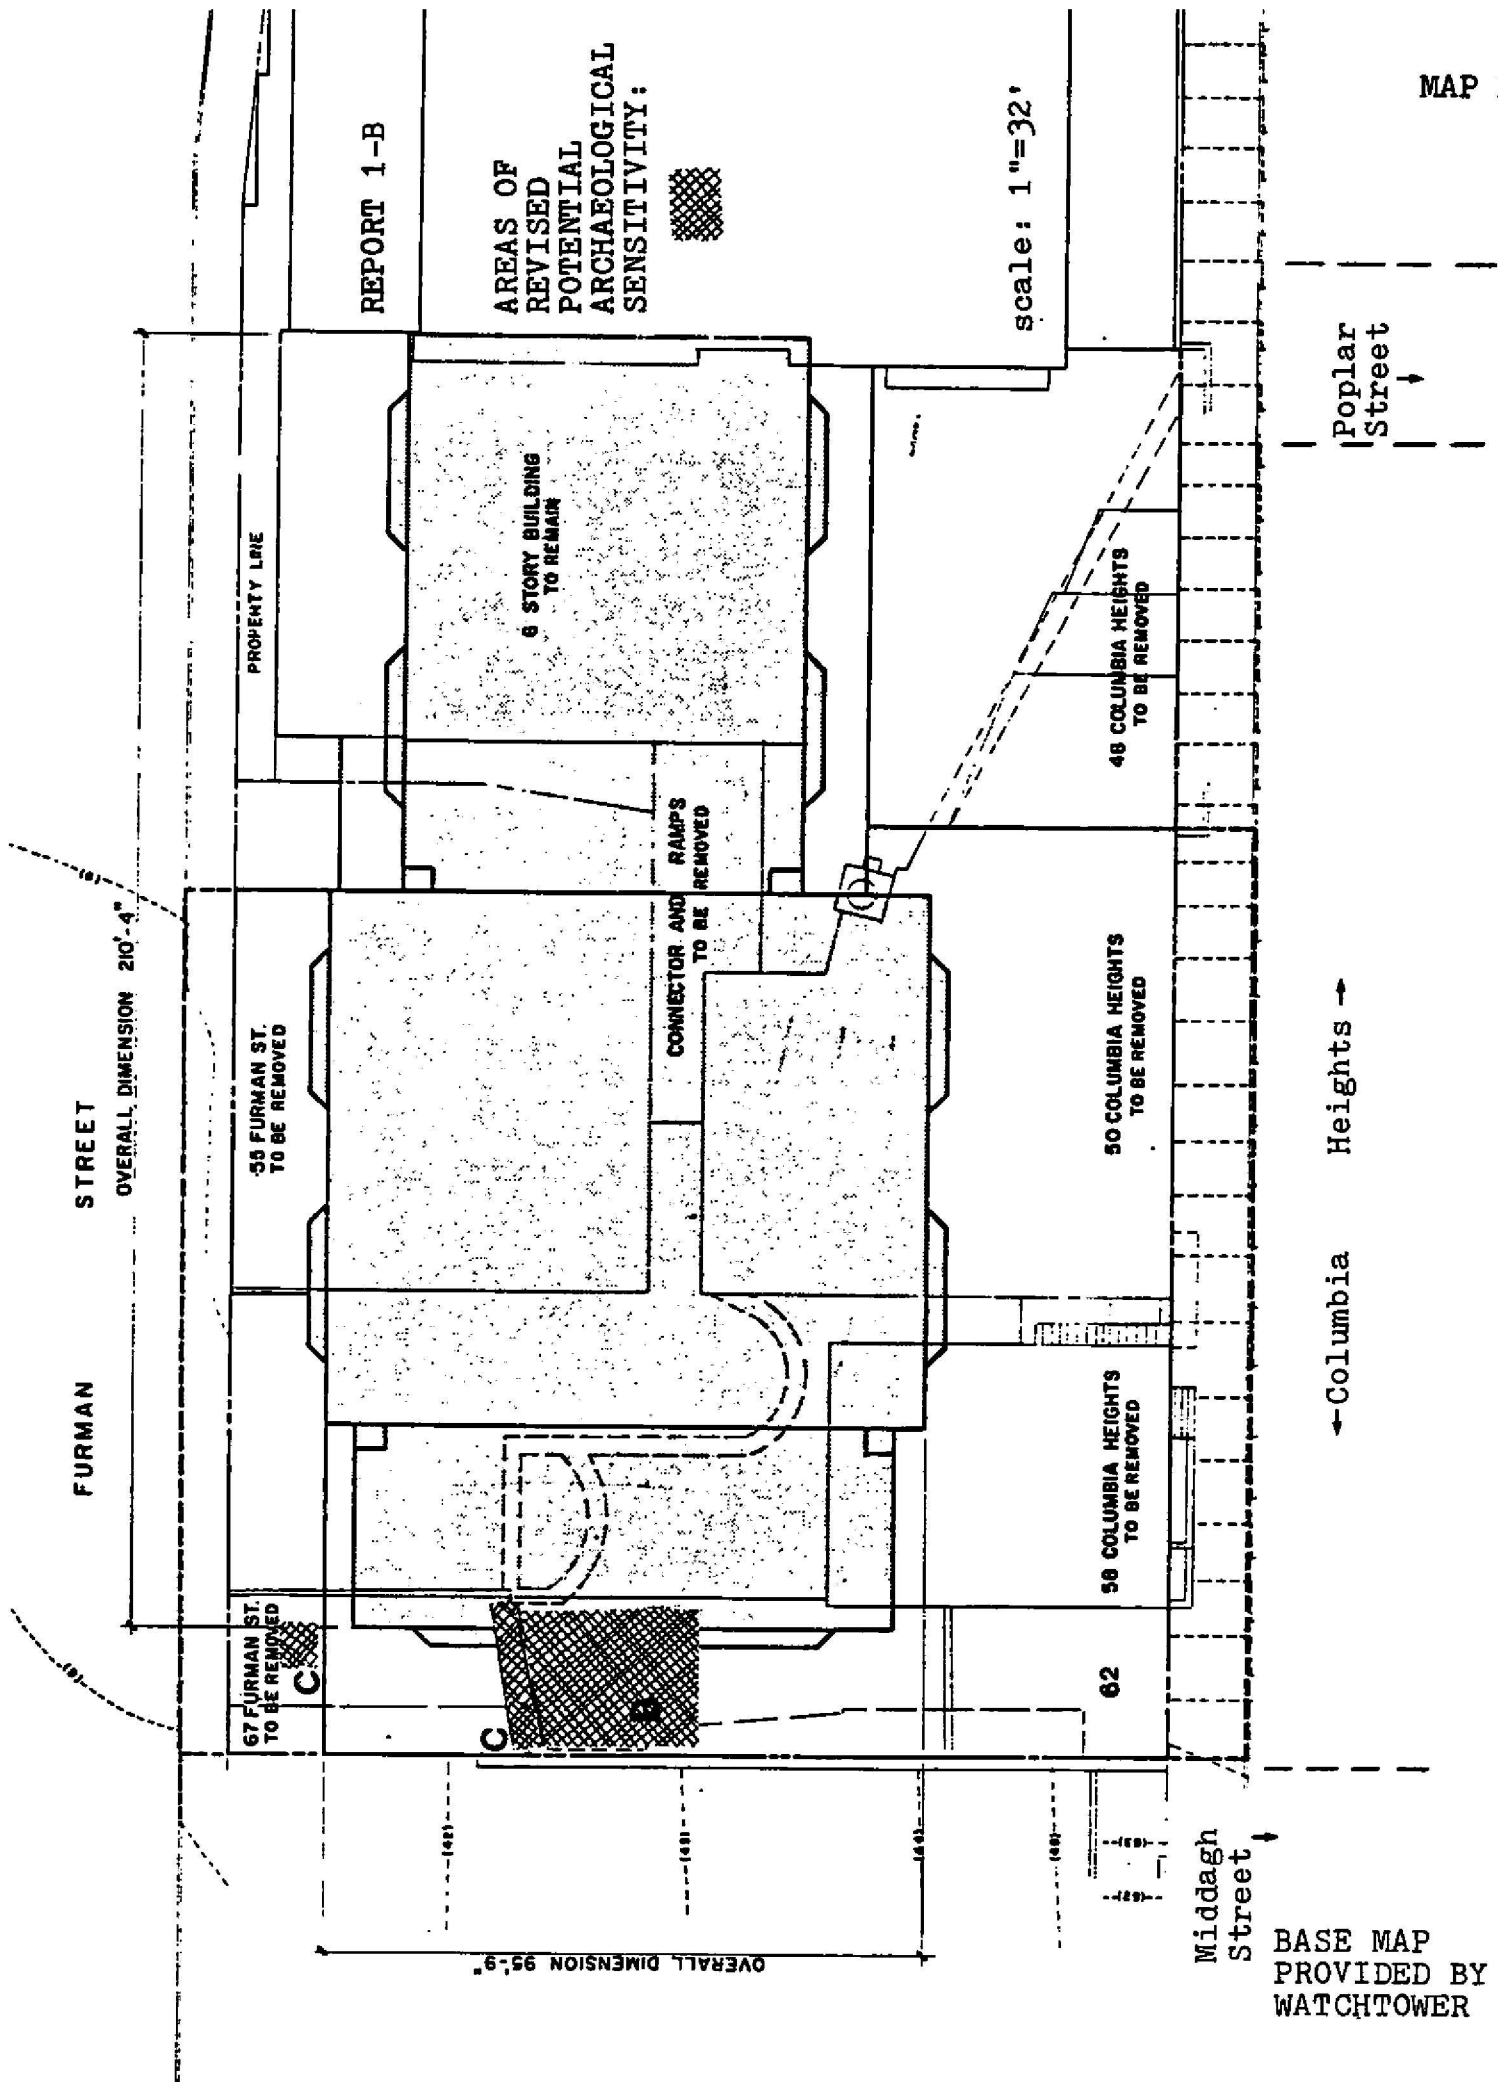 MAP
REPORT 1-B
AREAS OF
REVISED
POTENTIAL
ARCHAEOLOGICAL
SENSITIVITY:
scale: 1"=32'
FURMAN STREET
OVERALL DIMENSION 210'-4"
PROPERTY LINE
6 STORY BUILDING
TO REMAIN
CONNECTOR AND RAMPS
TO BE REMOVED
55 FURMAN ST.
TO BE REMOVED
67 FURMAN ST.
TO BE REMOVED
C
C
50 COLUMBIA HEIGHTS
TO BE REMOVED
58 COLUMBIA HEIGHTS
TO BE REMOVED
COLUMBIA HEIGHTS
TO BE REMOVED
62
(42)
OVERALL DIMENSION 95'-9"
Poplar
Street →
←Columbia Heights→
Middagh
Street →
BASE MAP
PROVIDED BY
WATCHTOWER